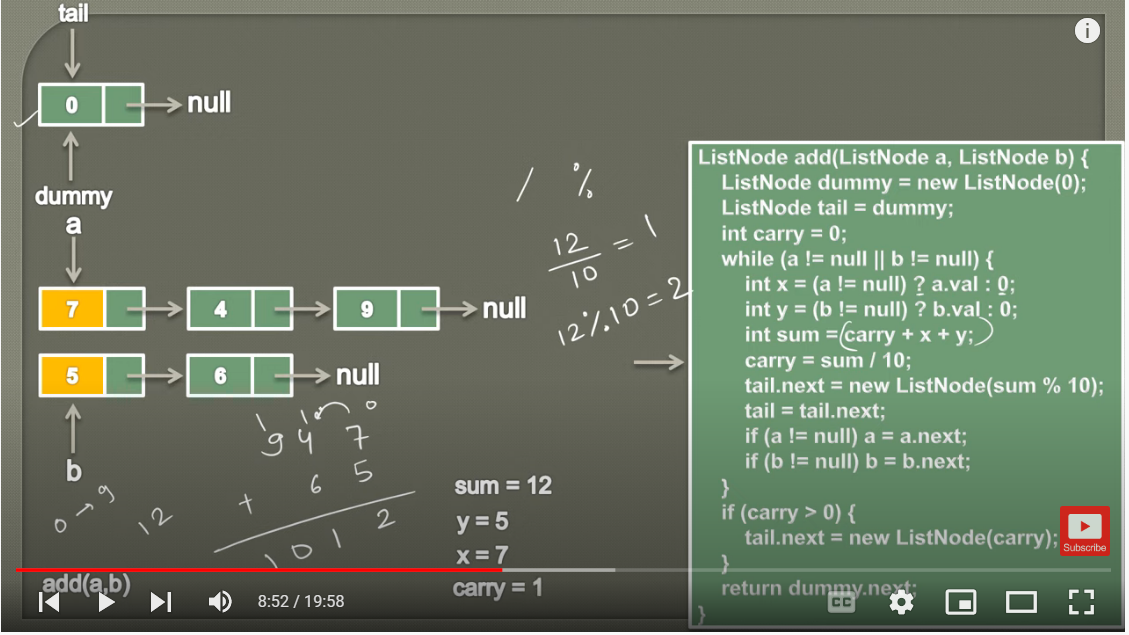 tail
0
null
dummy
a
7
4
9
null
5
6
null
b
/ %
12
10
= 1
12%10=2
1 1 0
9 4 7
+ 6 5
1 0 1 2
0 → 9
12
sum = 12
y = 5
x = 7
carry = 1
add(a,b)
ListNode add(ListNode a, ListNode b) {
ListNode dummy = new ListNode(0);
ListNode tail = dummy;
int carry = 0;
while (a != null || b != null) {
int x = (a != null) ? a.val : 0;
int y = (b != null) ? b.val : 0;
int sum = (carry + x + y;)
carry = sum / 10;
tail.next = new ListNode(sum % 10);
tail = tail.next;
if (a != null) a = a.next;
if (b != null) b = b.next;
}
if (carry > 0) {
tail.next = new ListNode(carry);
}
return dummy.next;
}
Subscribe
8:52 / 19:58
CC
i